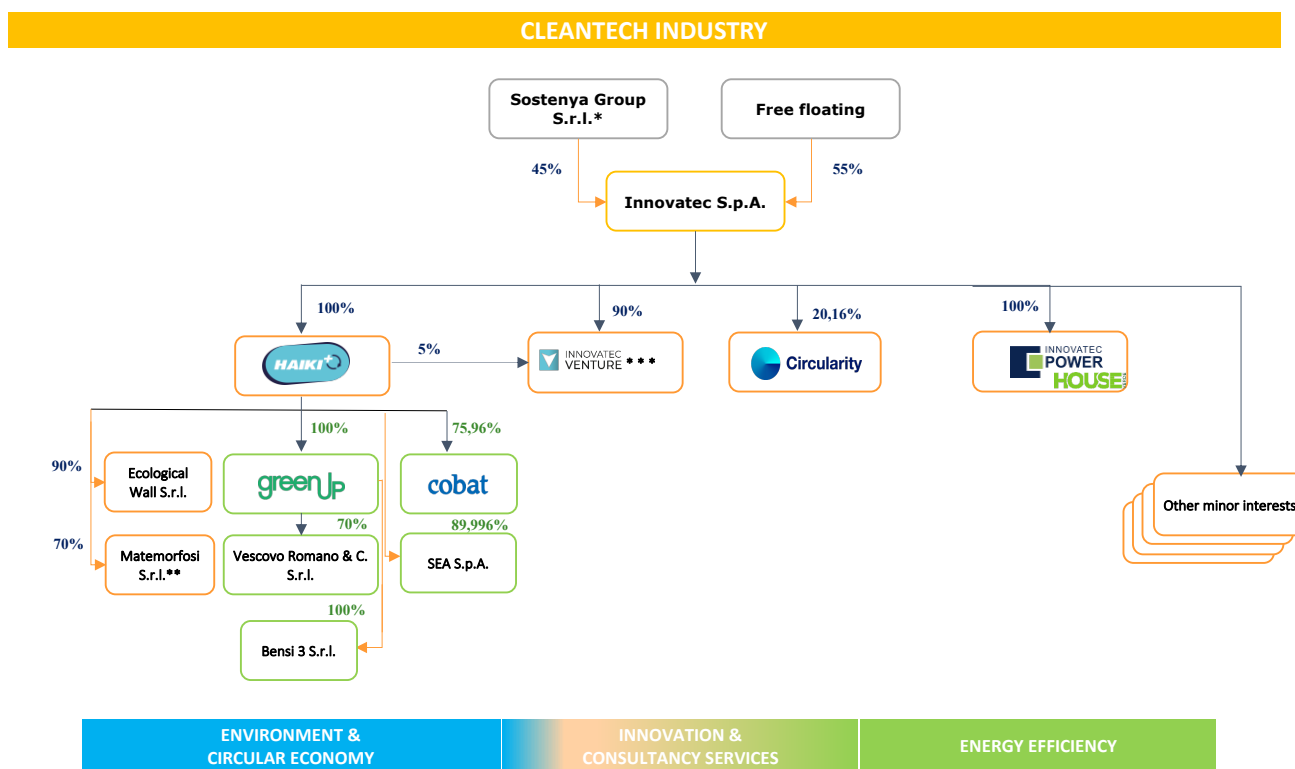 CLEANTECH INDUSTRY
Sostenya Group
S.r.l.*
Free floating
45%
55%
Innovatec S.p.A.
100%
90%
20,16%
100%
HAIKI+
5%
INNOVATEC
VENTURE ***
Circularity
INNOVATEC
POWER
HOUSE
100%
75,96%
90%
Ecological
Wall S.r.l.
greenUp
cobat
Other minor interests
70%
89,996%
70%
Matemorfosi
S.r.l.**
Vescovo Romano & C.
S.r.l.
SEA S.p.A.
100%
Bensi 3 S.r.l.
ENVIRONMENT &
CIRCULAR ECONOMY
INNOVATION &
CONSULTANCY SERVICES
ENERGY EFFICIENCY